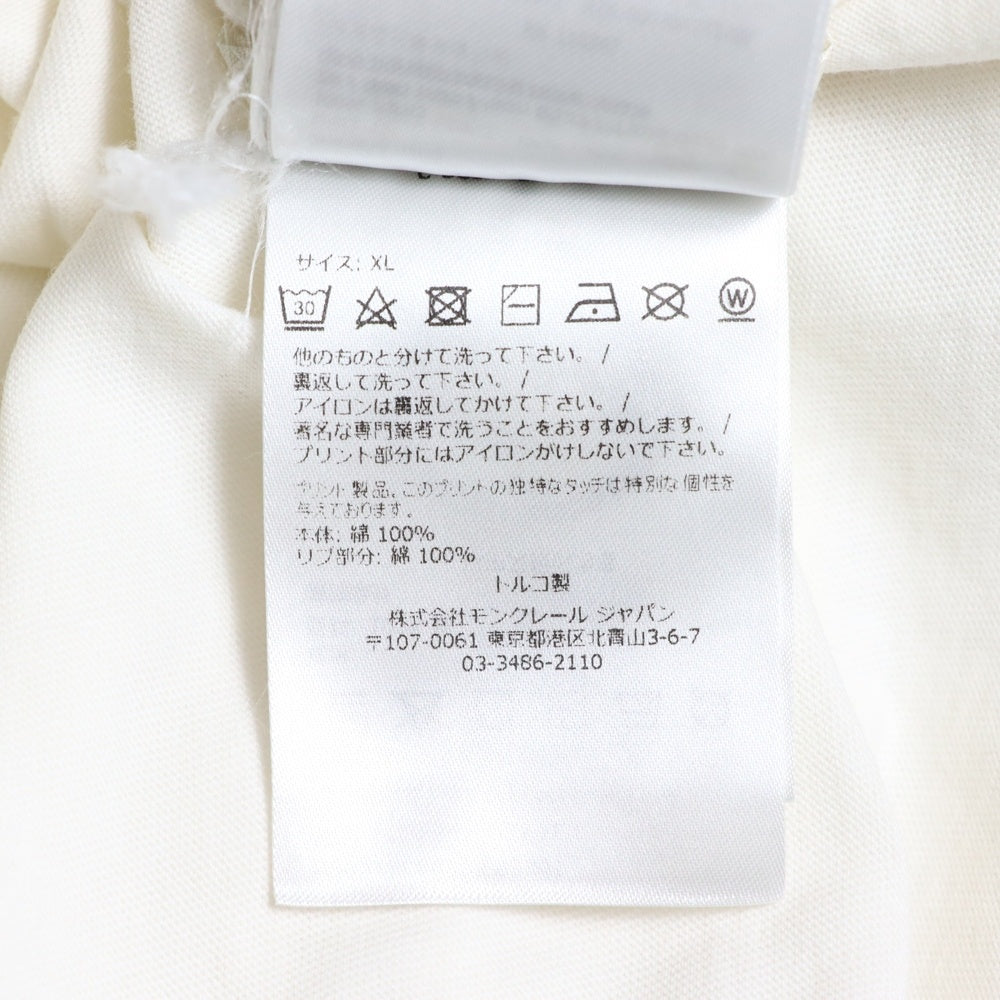 サイズ: XL
30
W
他のものと分けて洗って下さい。 /
裏返して洗って下さい。 /
アイロンは裏返してかけて下さい。 /
著名な専門業者で洗うことをおすすめします。 /
プリント部分にはアイロンがけしないで下さい。
プリント製品。このプリントの独特なタッチは特別な個性を
与えております。
本体: 綿 100%
リブ部分: 綿 100%
トルコ製
株式会社モンクレール ジャパン
〒107-0061 東京都港区北青山3-6-7
03-3486-2110